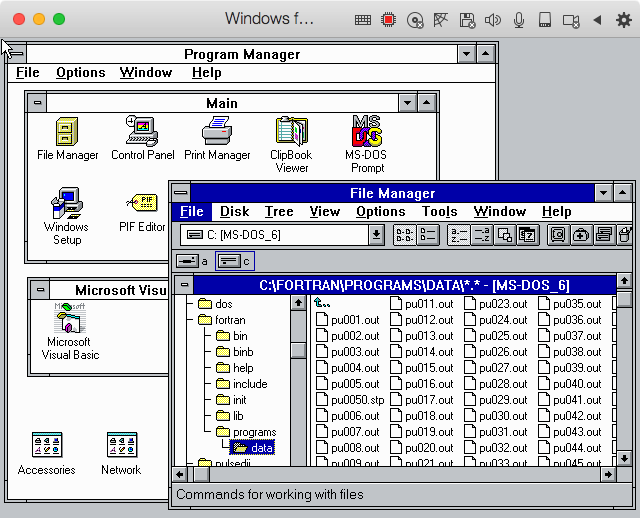 Windows f...
Program Manager
File Options Window Help
Main
File Manager
Control Panel
Print Manager
ClipBook Viewer
MS-DOS Prompt
Windows Setup
PIF
PIF Editor
Microsoft Visu
Microsoft
Microsoft Visual Basic
Accessories
Network
File Manager
File Disk Tree View Options Tools Window Help
C: [MS-DOS_6]
a
c
C:\FORTRAN\PROGRAMS\DATA\*.* - [MS-DOS_6]
dos
fortran
bin
binb
help
include
init
lib
programs
data
pulsedij
pu011.out pu023.out pu035.out
pu001.out pu012.out pu024.out pu036.out
pu002.out pu013.out pu025.out pu037.out
pu003.out pu014.out pu026.out pu038.out
pu004.out pu015.out pu027.out pu039.out
pu005.out pu016.out pu028.out pu040.out
pu0050.stp pu017.out pu029.out pu041.out
pu006.out pu018.out pu030.out pu042.out
pu007.out pu019.out pu031.out pu043.out
pu008.out pu020.out pu032.out pu044.out
pu009.out pu021.out pu033.out pu045.out
Commands for working with files